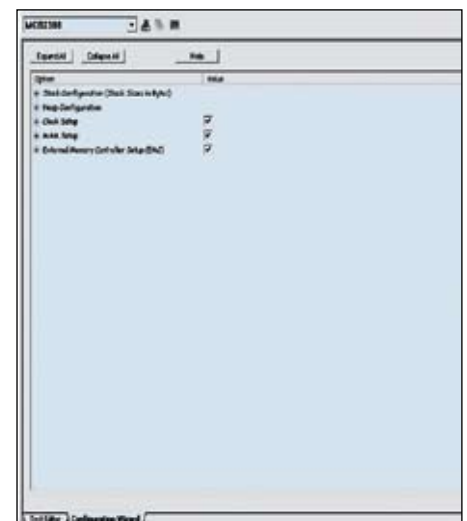 MCB2300
Expand All Collapse All Help
Option Value
Stack Configuration (Stack Sizes in Bytes)
Heap Configuration
Clock Setup
MAM Setup
External Memory Controller Setup (EMC)
Text Editor Configuration Wizard